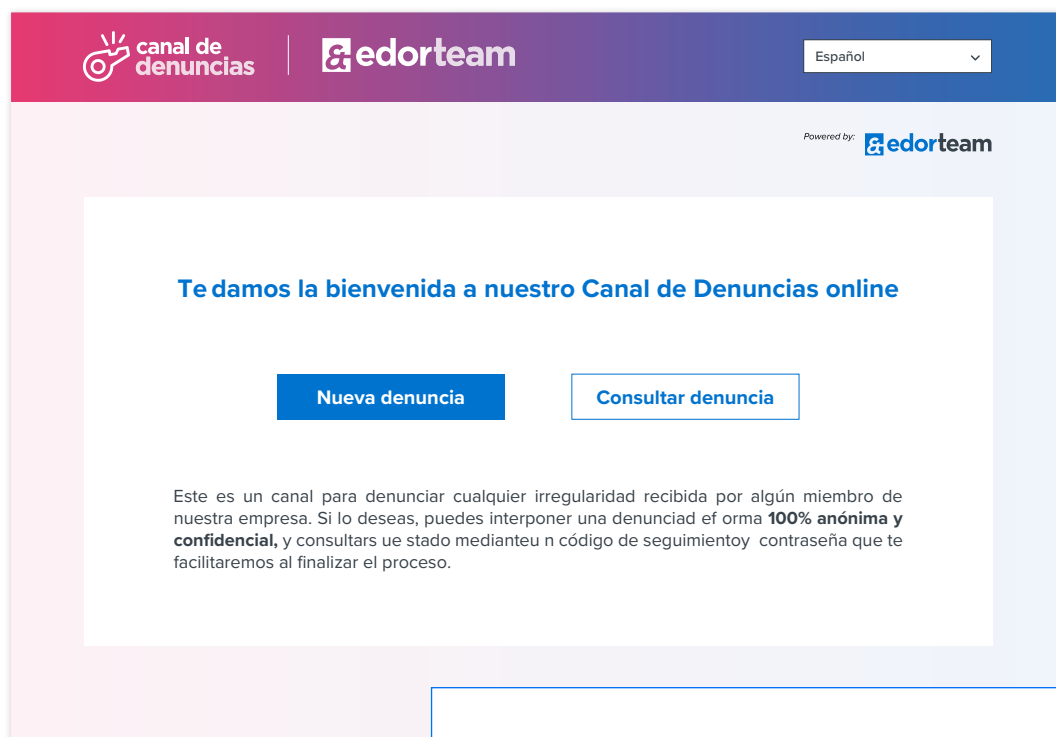 canal de
denuncias
& edorteam
Español
Powered by:
& edorteam
Te damos la bienvenida a nuestro Canal de Denuncias online
Nueva denuncia
Consultar denuncia
Este es un canal para denunciar cualquier irregularidad recibida por algún miembro de
nuestra empresa. Si lo deseas, puedes interponer una denunciad ef orma 100% anónima y
confidencial, y consultars ue stado medianteu n código de seguimientoy contraseña que te
facilitaremos al finalizar el proceso.